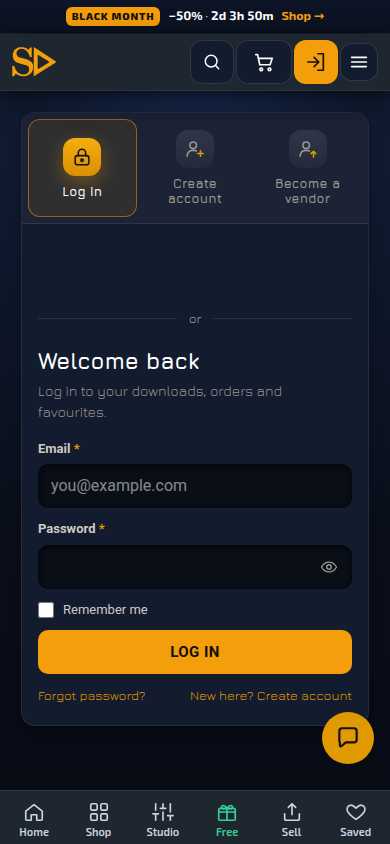 BLACK MONTH −50% · 2d 3h 50m Shop →
S
Log in
Create account
Become a vendor
or
Welcome back
Log in to your downloads, orders and
favourites.
Email *
you@example.com
Password *
Remember me
LOG IN
Forgot password? New here? Create account
Home Shop Studio Free Sell Saved